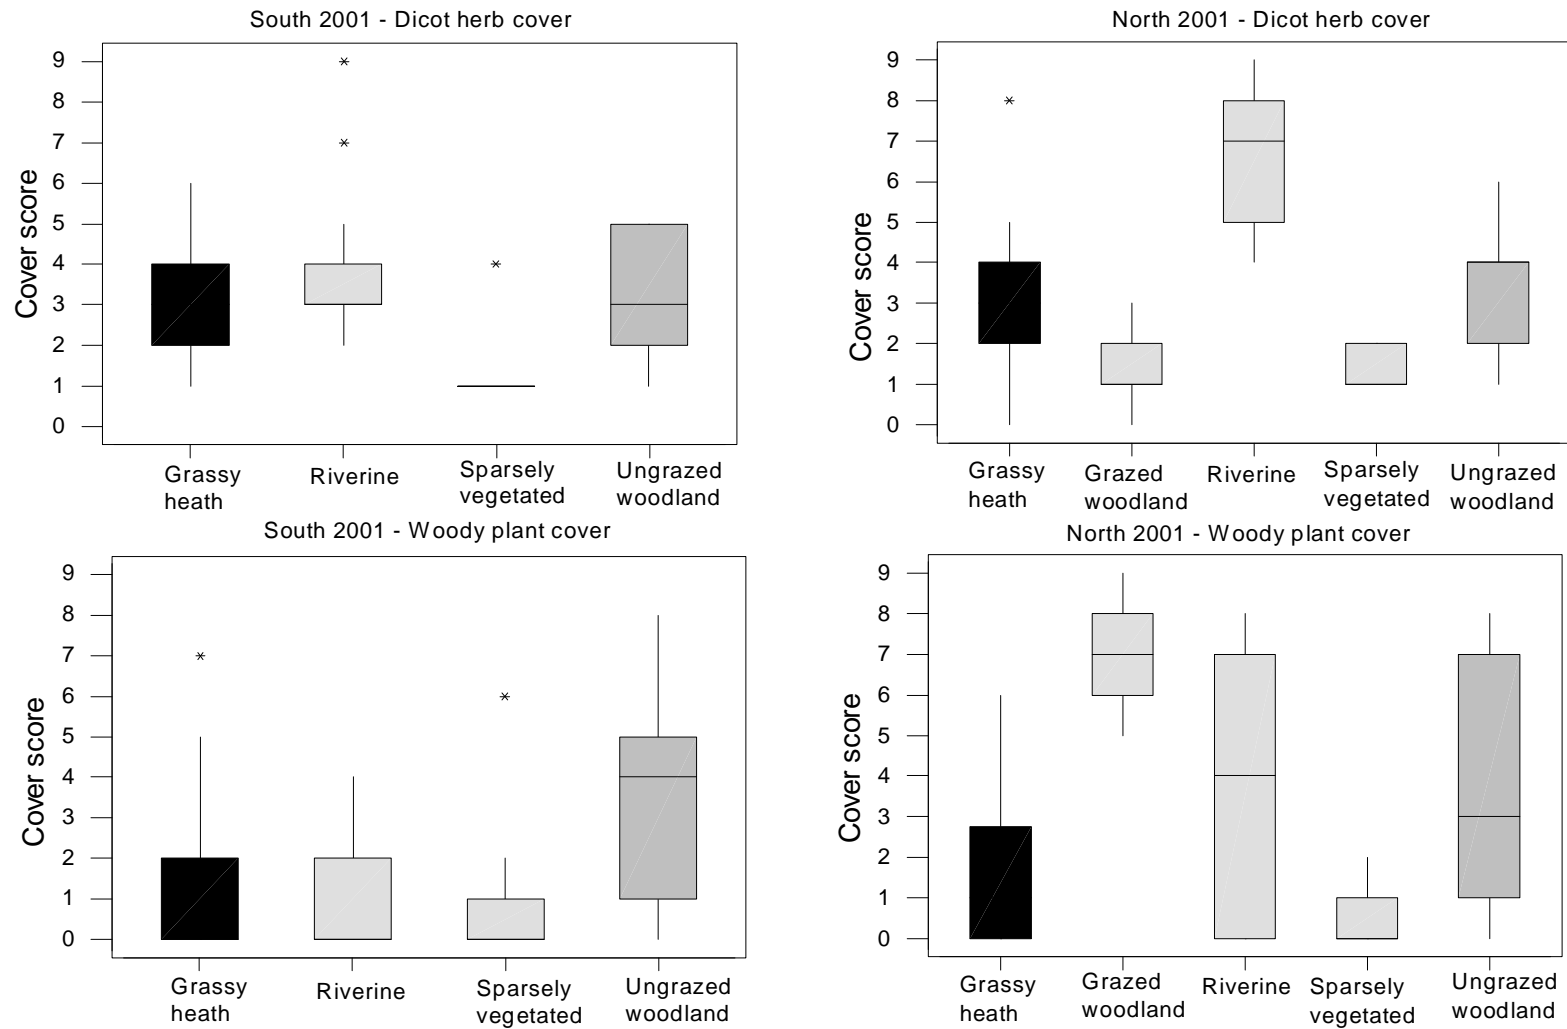 South 2001 - Dicot herb cover
Cover score
9
8
7
6
5
4
3
2
1
0
Grassy
heath
Riverine
Sparsely
vegetated
Ungrazed
woodland
North 2001 - Dicot herb cover
Cover score
9
8
7
6
5
4
3
2
1
0
Grassy
heath
Grazed
woodland
Riverine
Sparsely
vegetated
Ungrazed
woodland
South 2001 - Woody plant cover
Cover score
9
8
7
6
5
4
3
2
1
0
Grassy
heath
Riverine
Sparsely
vegetated
Ungrazed
woodland
North 2001 - Woody plant cover
Cover score
9
8
7
6
5
4
3
2
1
0
Grassy
heath
Grazed
woodland
Riverine
Sparsely
vegetated
Ungrazed
woodland